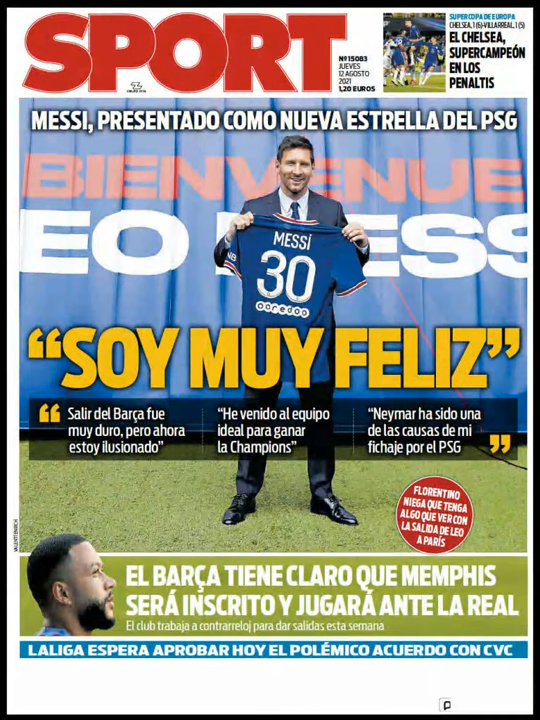 SPORT
Nº 15083
JUEVES
12 AGOSTO
2021
1,20 EUROS
SUPERCOPA DE EUROPA
CHELSEA, 1 (6)-VILLARREAL, 1 (5)
EL CHELSEA,
SUPERCAMPEÓN
EN LOS
PENALTIS
MESSI, PRESENTADO COMO NUEVA ESTRELLA DEL PSG
BIENVENUE
EO MESS
MESSI
30
ooredoo
“SOY MUY FELIZ”
“Salir del Barça fue
muy duro, pero ahora
estoy ilusionado”
“He venido al equipo
ideal para ganar
la Champions”
“Neymar ha sido una
de las causas de mi
fichaje por el PSG”
FLORENTINO
NIEGA QUE TENGA
ALGO QUE VER CON
LA SALIDA DE LEO
A PARÍS
EL BARÇA TIENE CLARO QUE MEMPHIS
SERÁ INSCRITO Y JUGARÁ ANTE LA REAL
El club trabaja a contrarreloj para dar salidas esta semana
LALIGA ESPERA APROBAR HOY EL POLÉMICO ACUERDO CON CVC